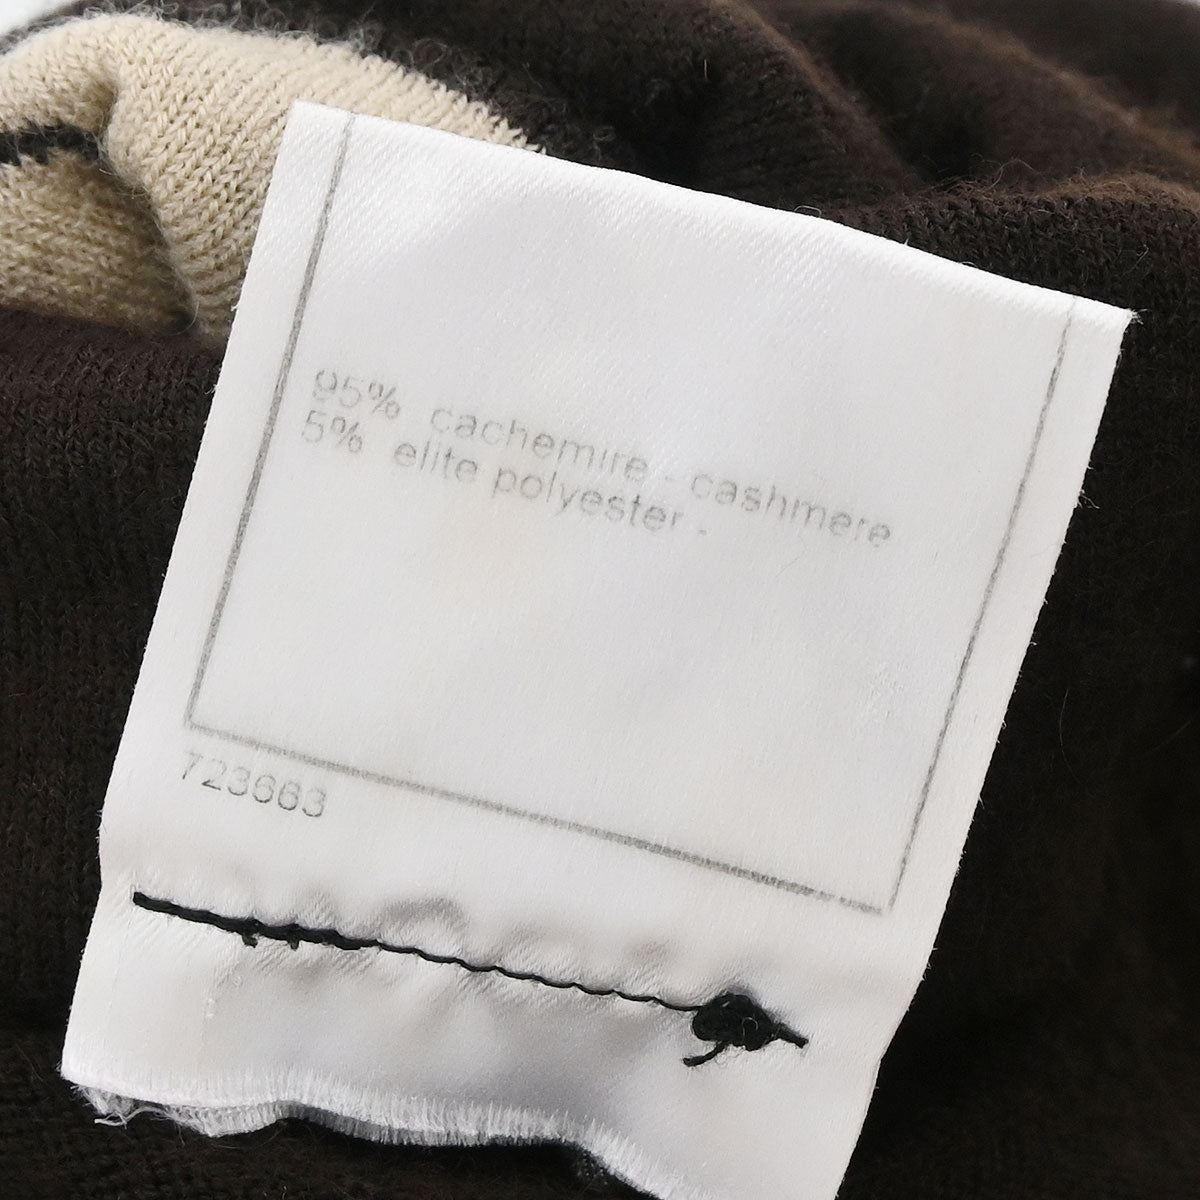 95% cachemire - cashmere
5% elite polyester -
723663